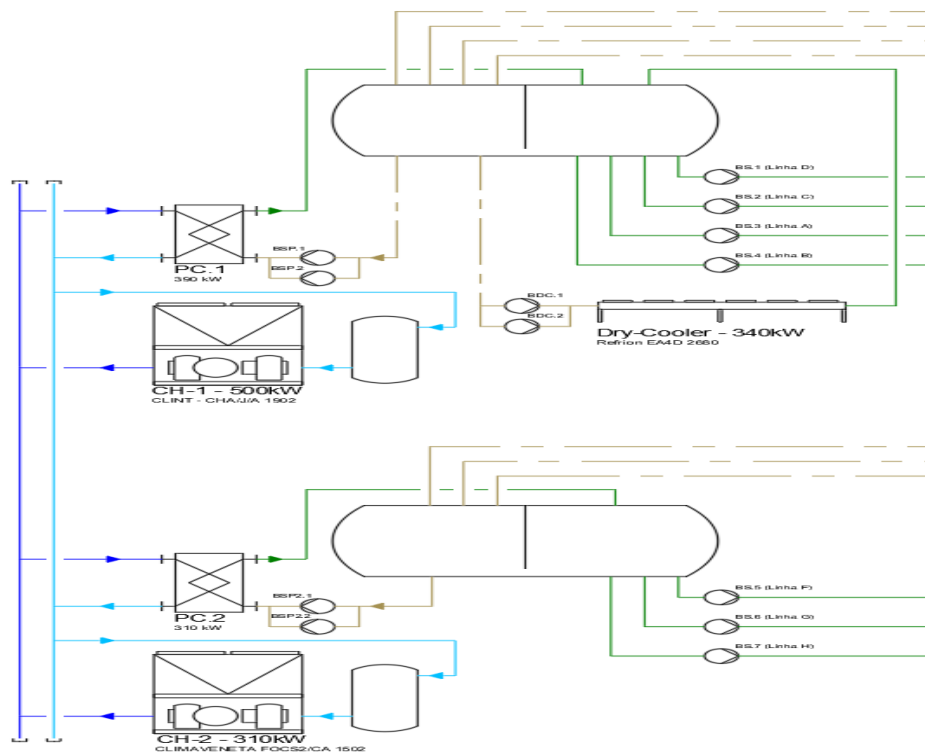 BS.1 (Linha D)
BS.2 (Linha C)
BS.3 (Linha A)
BS.4 (Linha B)
BSP.1
BSP.2
PC.1
390 kW
BDC.1
BDC.2
Dry-Cooler - 340kW
Refrion EA4D 2680
CH-1 - 500kW
CLINT - CHA/I/A 1902
BS.5 (Linha F)
BS.6 (Linha G)
BS.7 (Linha H)
BSP2.1
BSP2.2
PC.2
310 kW
CH-2 - 310kW
CLIMAVENETA FOCS2/CA 1502